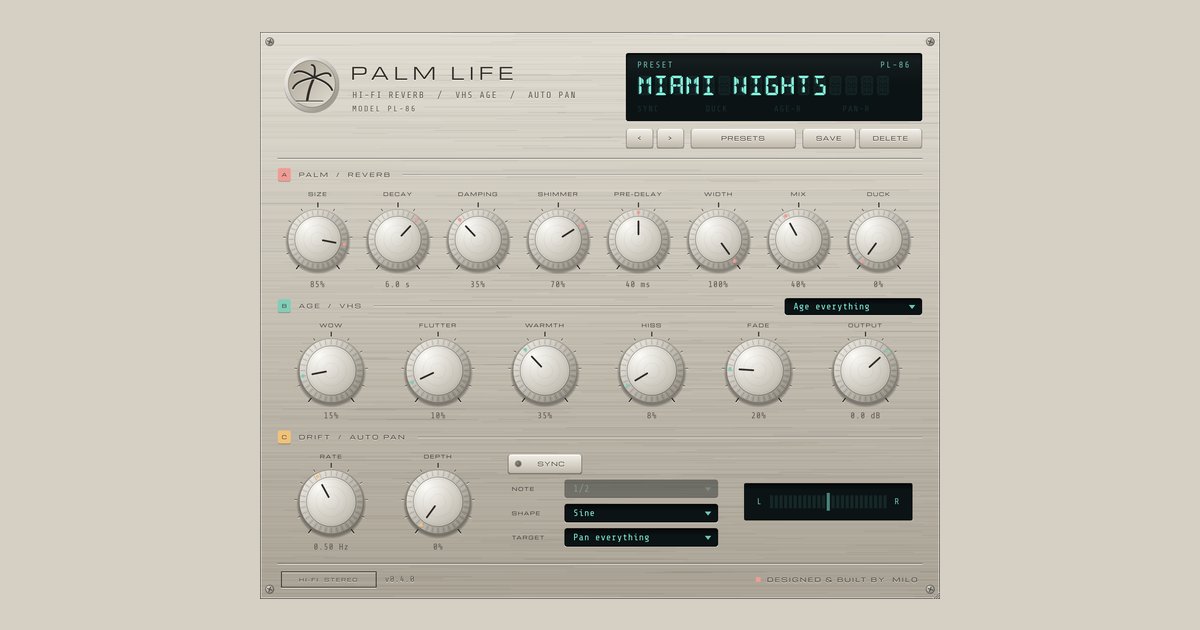 PALM LIFE
HI-FI REVERB / VHS AGE / AUTO PAN
MODEL PL-86
PRESET PL-86
MIAMI NIGHTS
SYNC DUCK AGE-R PAN-R
< > PRESETS SAVE DELETE
A PALM / REVERB
SIZE DECAY DAMPING SHIMMER PRE-DELAY WIDTH MIX DUCK
85% 6.0 s 35% 70% 40 ms 100% 40% 0%
B AGE / VHS Age everything
WOW FLUTTER WARMTH HISS FADE OUTPUT
15% 10% 35% 8% 20% 0.0 dB
C DRIFT / AUTO PAN
RATE DEPTH
SYNC
NOTE 1/2
SHAPE Sine
TARGET Pan everything
L R
0.50 Hz 0%
HI-FI STEREO v0.4.0 DESIGNED & BUILT BY MILO